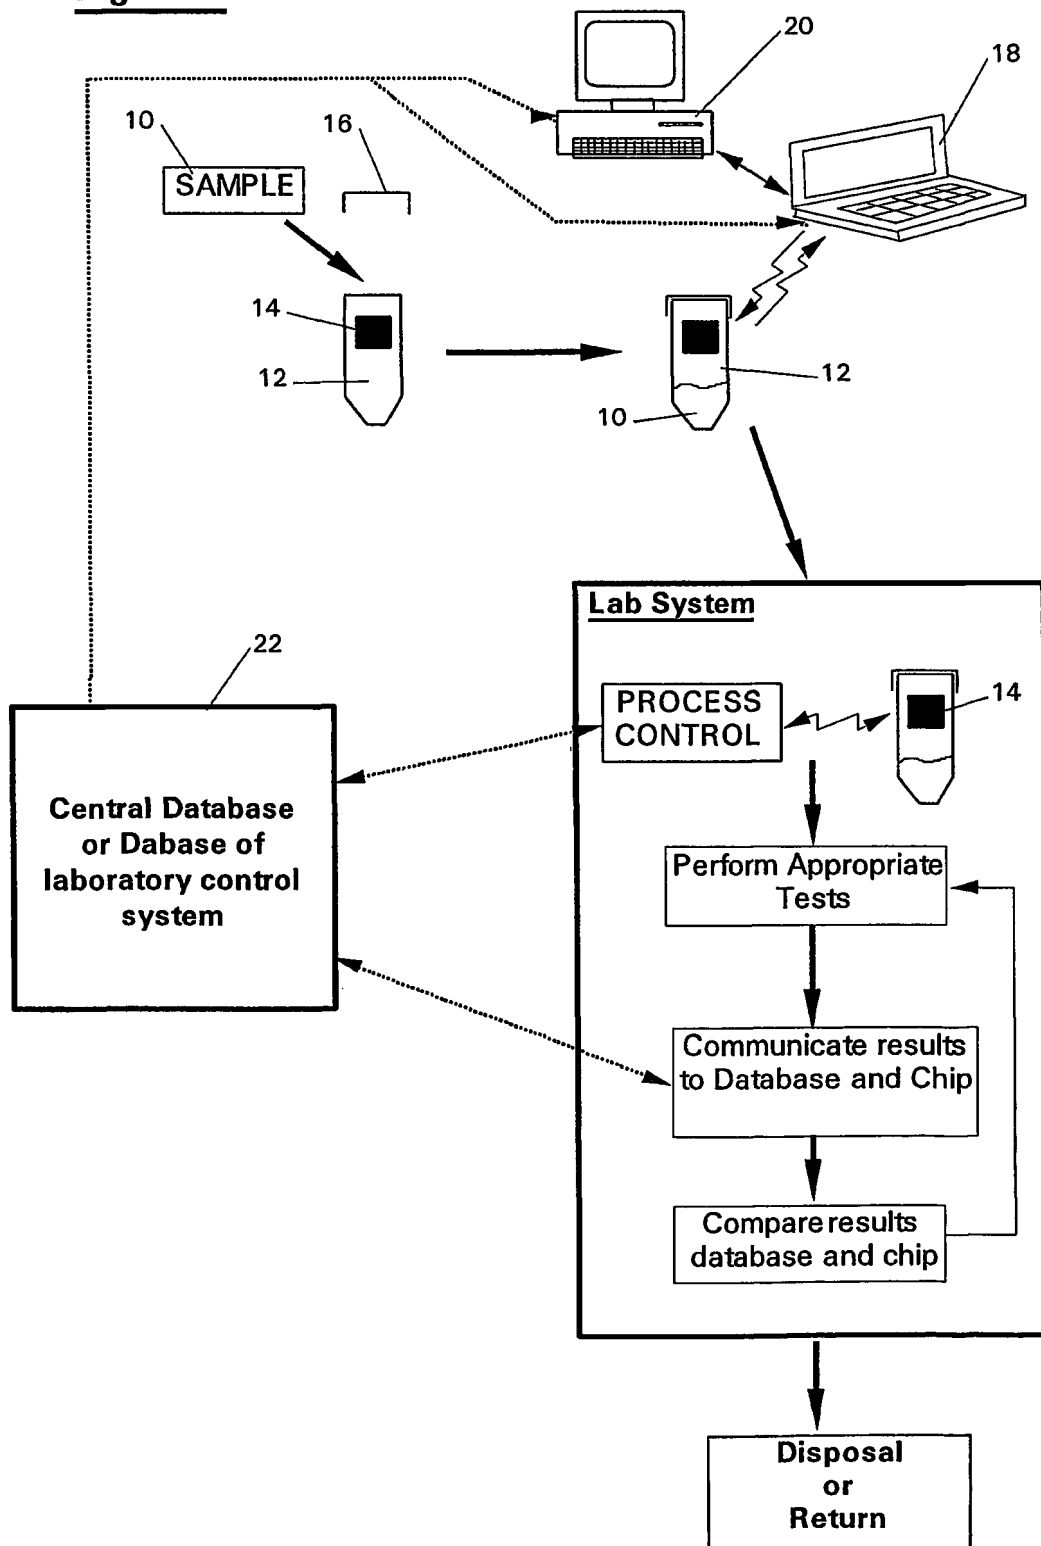 20
18
10
16
SAMPLE
14
12
12
10
Lab System
22
PROCESS
CONTROL
14
Central Database
or Dabase of
laboratory control
system
Perform Appropriate
Tests
Communicate results
to Database and Chip
Compare results
database and chip
Disposal
or
Return